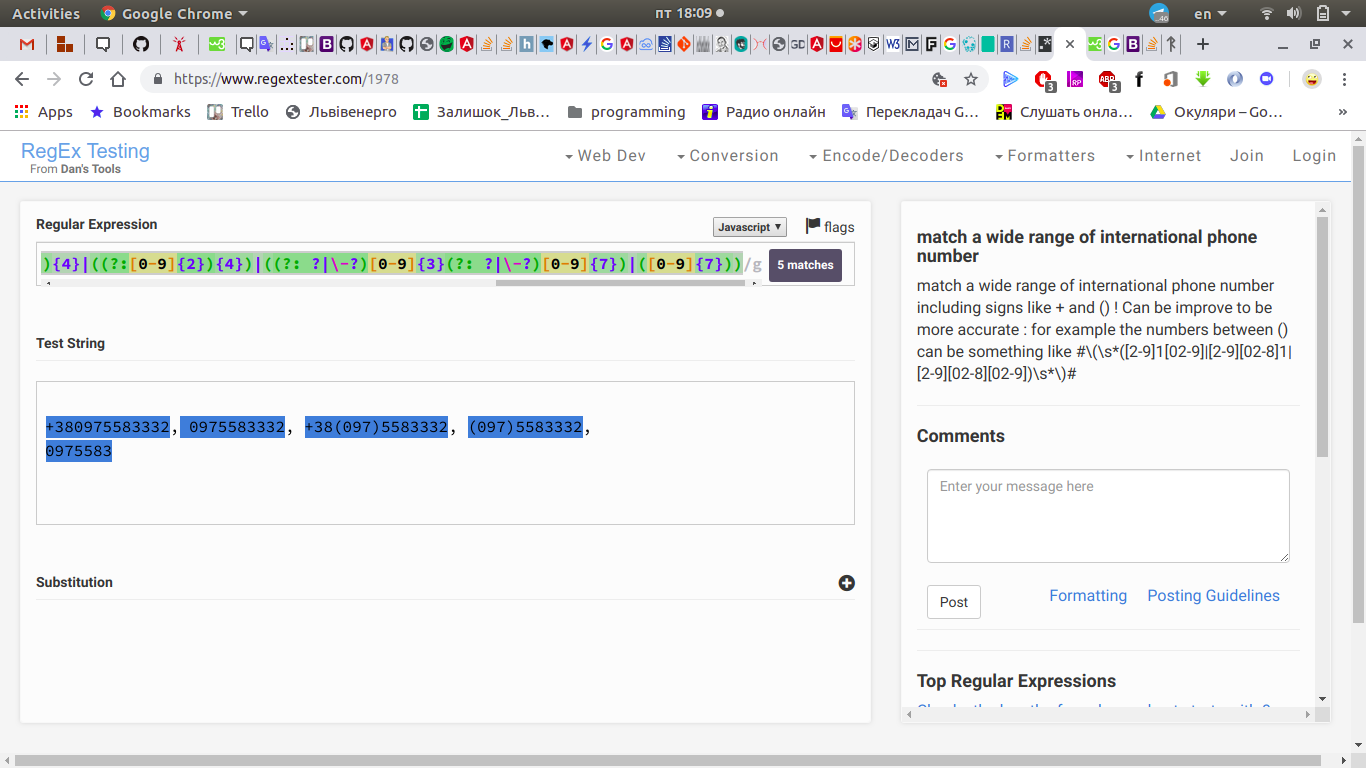 Activities Google Chrome пт 18:09 en
https://www.regextester.com/1978
Apps Bookmarks Trello Львівенерго Залишок_Льв… programming Радио онлайн Перекладач G… Слушать онла… Окуляри – Go… »
RegEx Testing
From Dan's Tools
Web Dev Conversion Encode/Decoders Formatters Internet Join Login
Regular Expression
Javascript flags
){4}|((?:[0-9]{2}){4})|((?: ?|\-?)[0-9]{3}(?: ?|\-?)[0-9]{7})|([0-9]{7}))/g 5 matches
Test String
+380975583332, 0975583332, +38(097)5583332, (097)5583332,
0975583
Substitution
match a wide range of international phone
number
match a wide range of international phone number
including signs like + and () ! Can be improve to be
more accurate : for example the numbers between ()
can be something like #\(\s*([2-9]1[02-9]|[2-9][02-8]1|
[2-9][02-8][02-9])\s*\)#
Comments
Enter your message here
Post Formatting Posting Guidelines
Top Regular Expressions